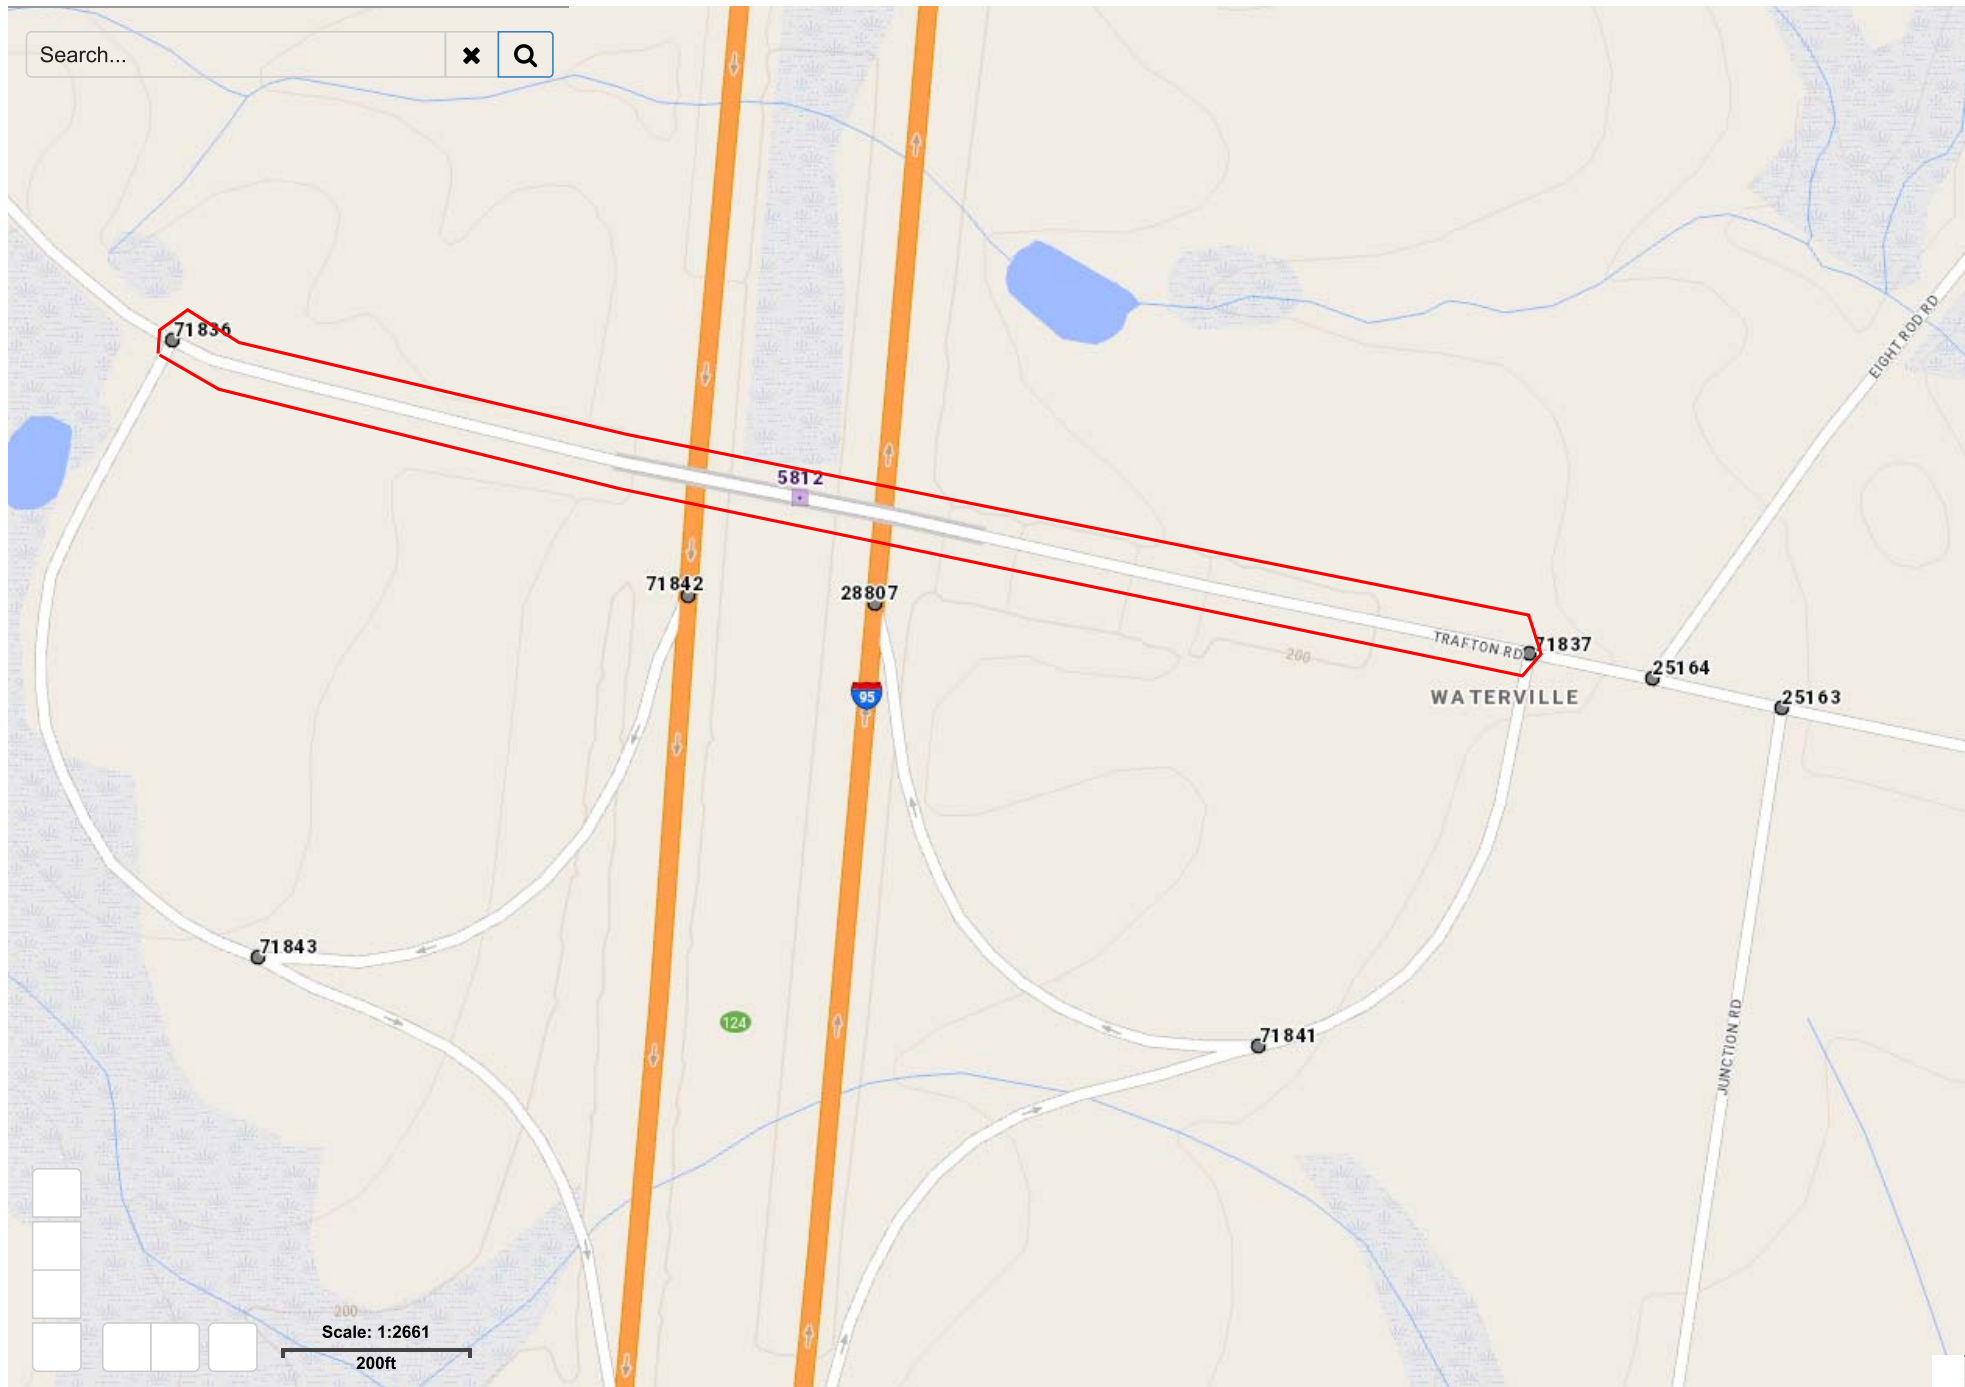 Search...
71836
EIGHT ROD RD
5812
71842
28807
TRAFTON RD
71837
200
25164
95
WATERVILLE
25163
71843
124
71841
JUNCTION RD
200
Scale: 1:2661
200ft